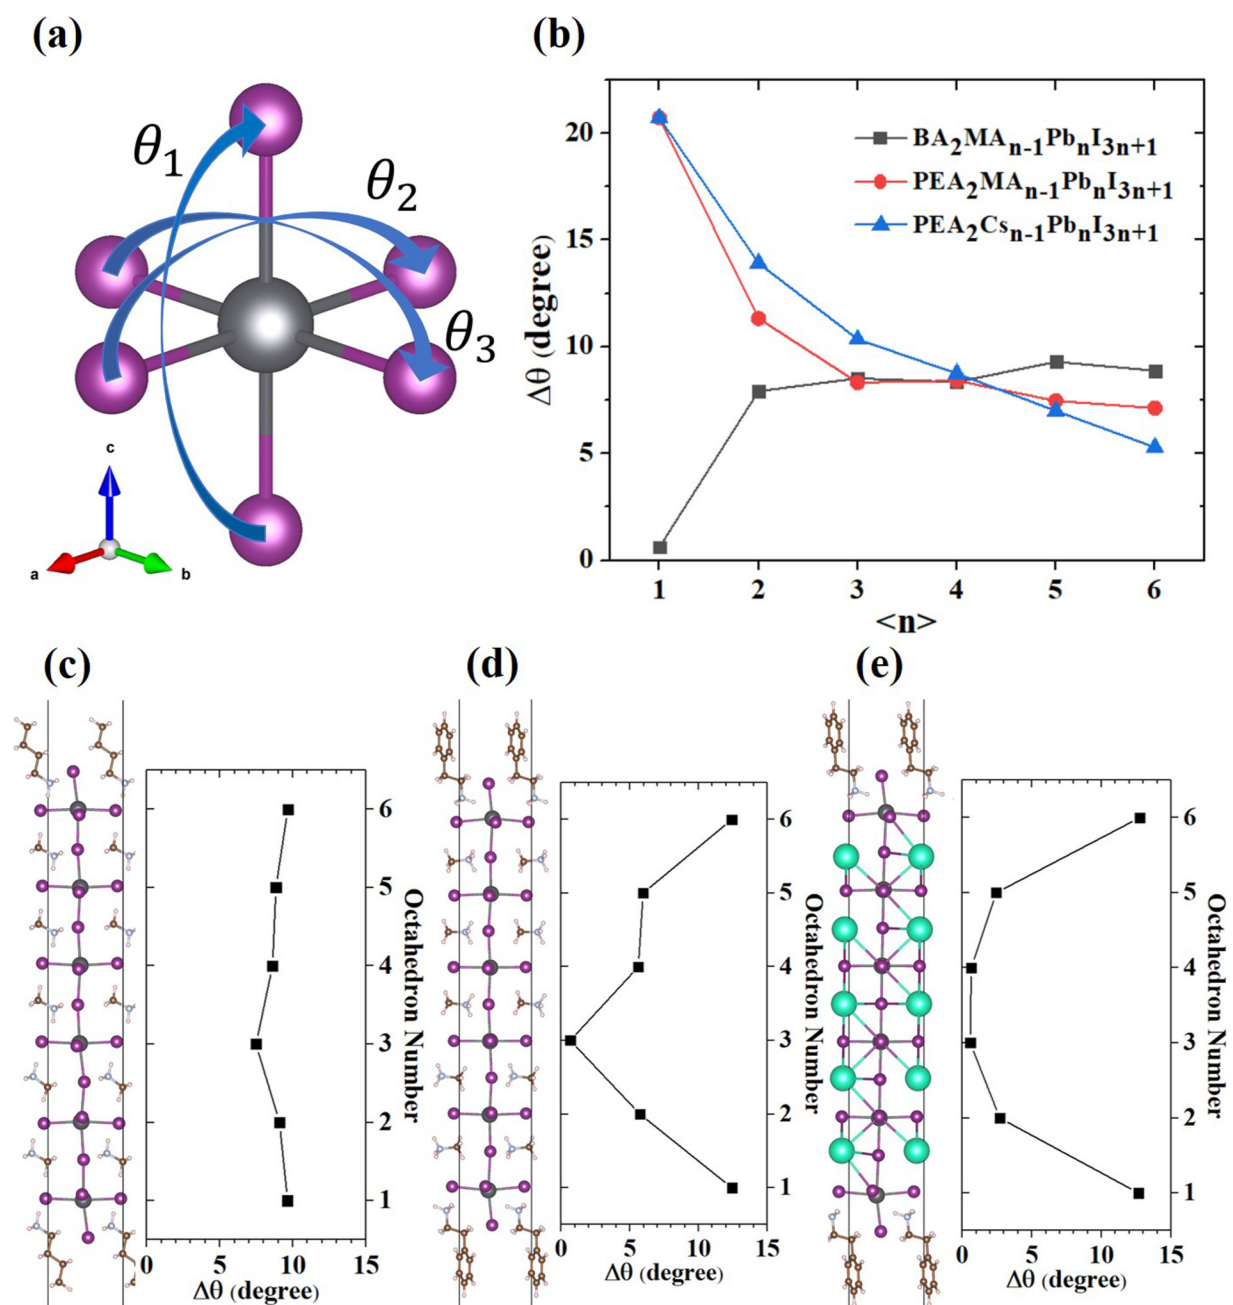 (a)
θ1
θ2
θ3
c
a
b
(b)
Δθ (degree)
20
15
10
5
0
BA2MAn-1PbnI3n+1
PEA2MAn-1PbnI3n+1
PEA2Csn-1PbnI3n+1
1 2 3 4 5 6
<n>
(c)
6
5
4
3
2
1
Octahedron Number
0 5 10 15
Δθ (degree)
(d)
6
5
4
3
2
1
Octahedron Number
0 5 10 15
Δθ (degree)
(e)
6
5
4
3
2
1
Octahedron Number
0 5 10 15
Δθ (degree)